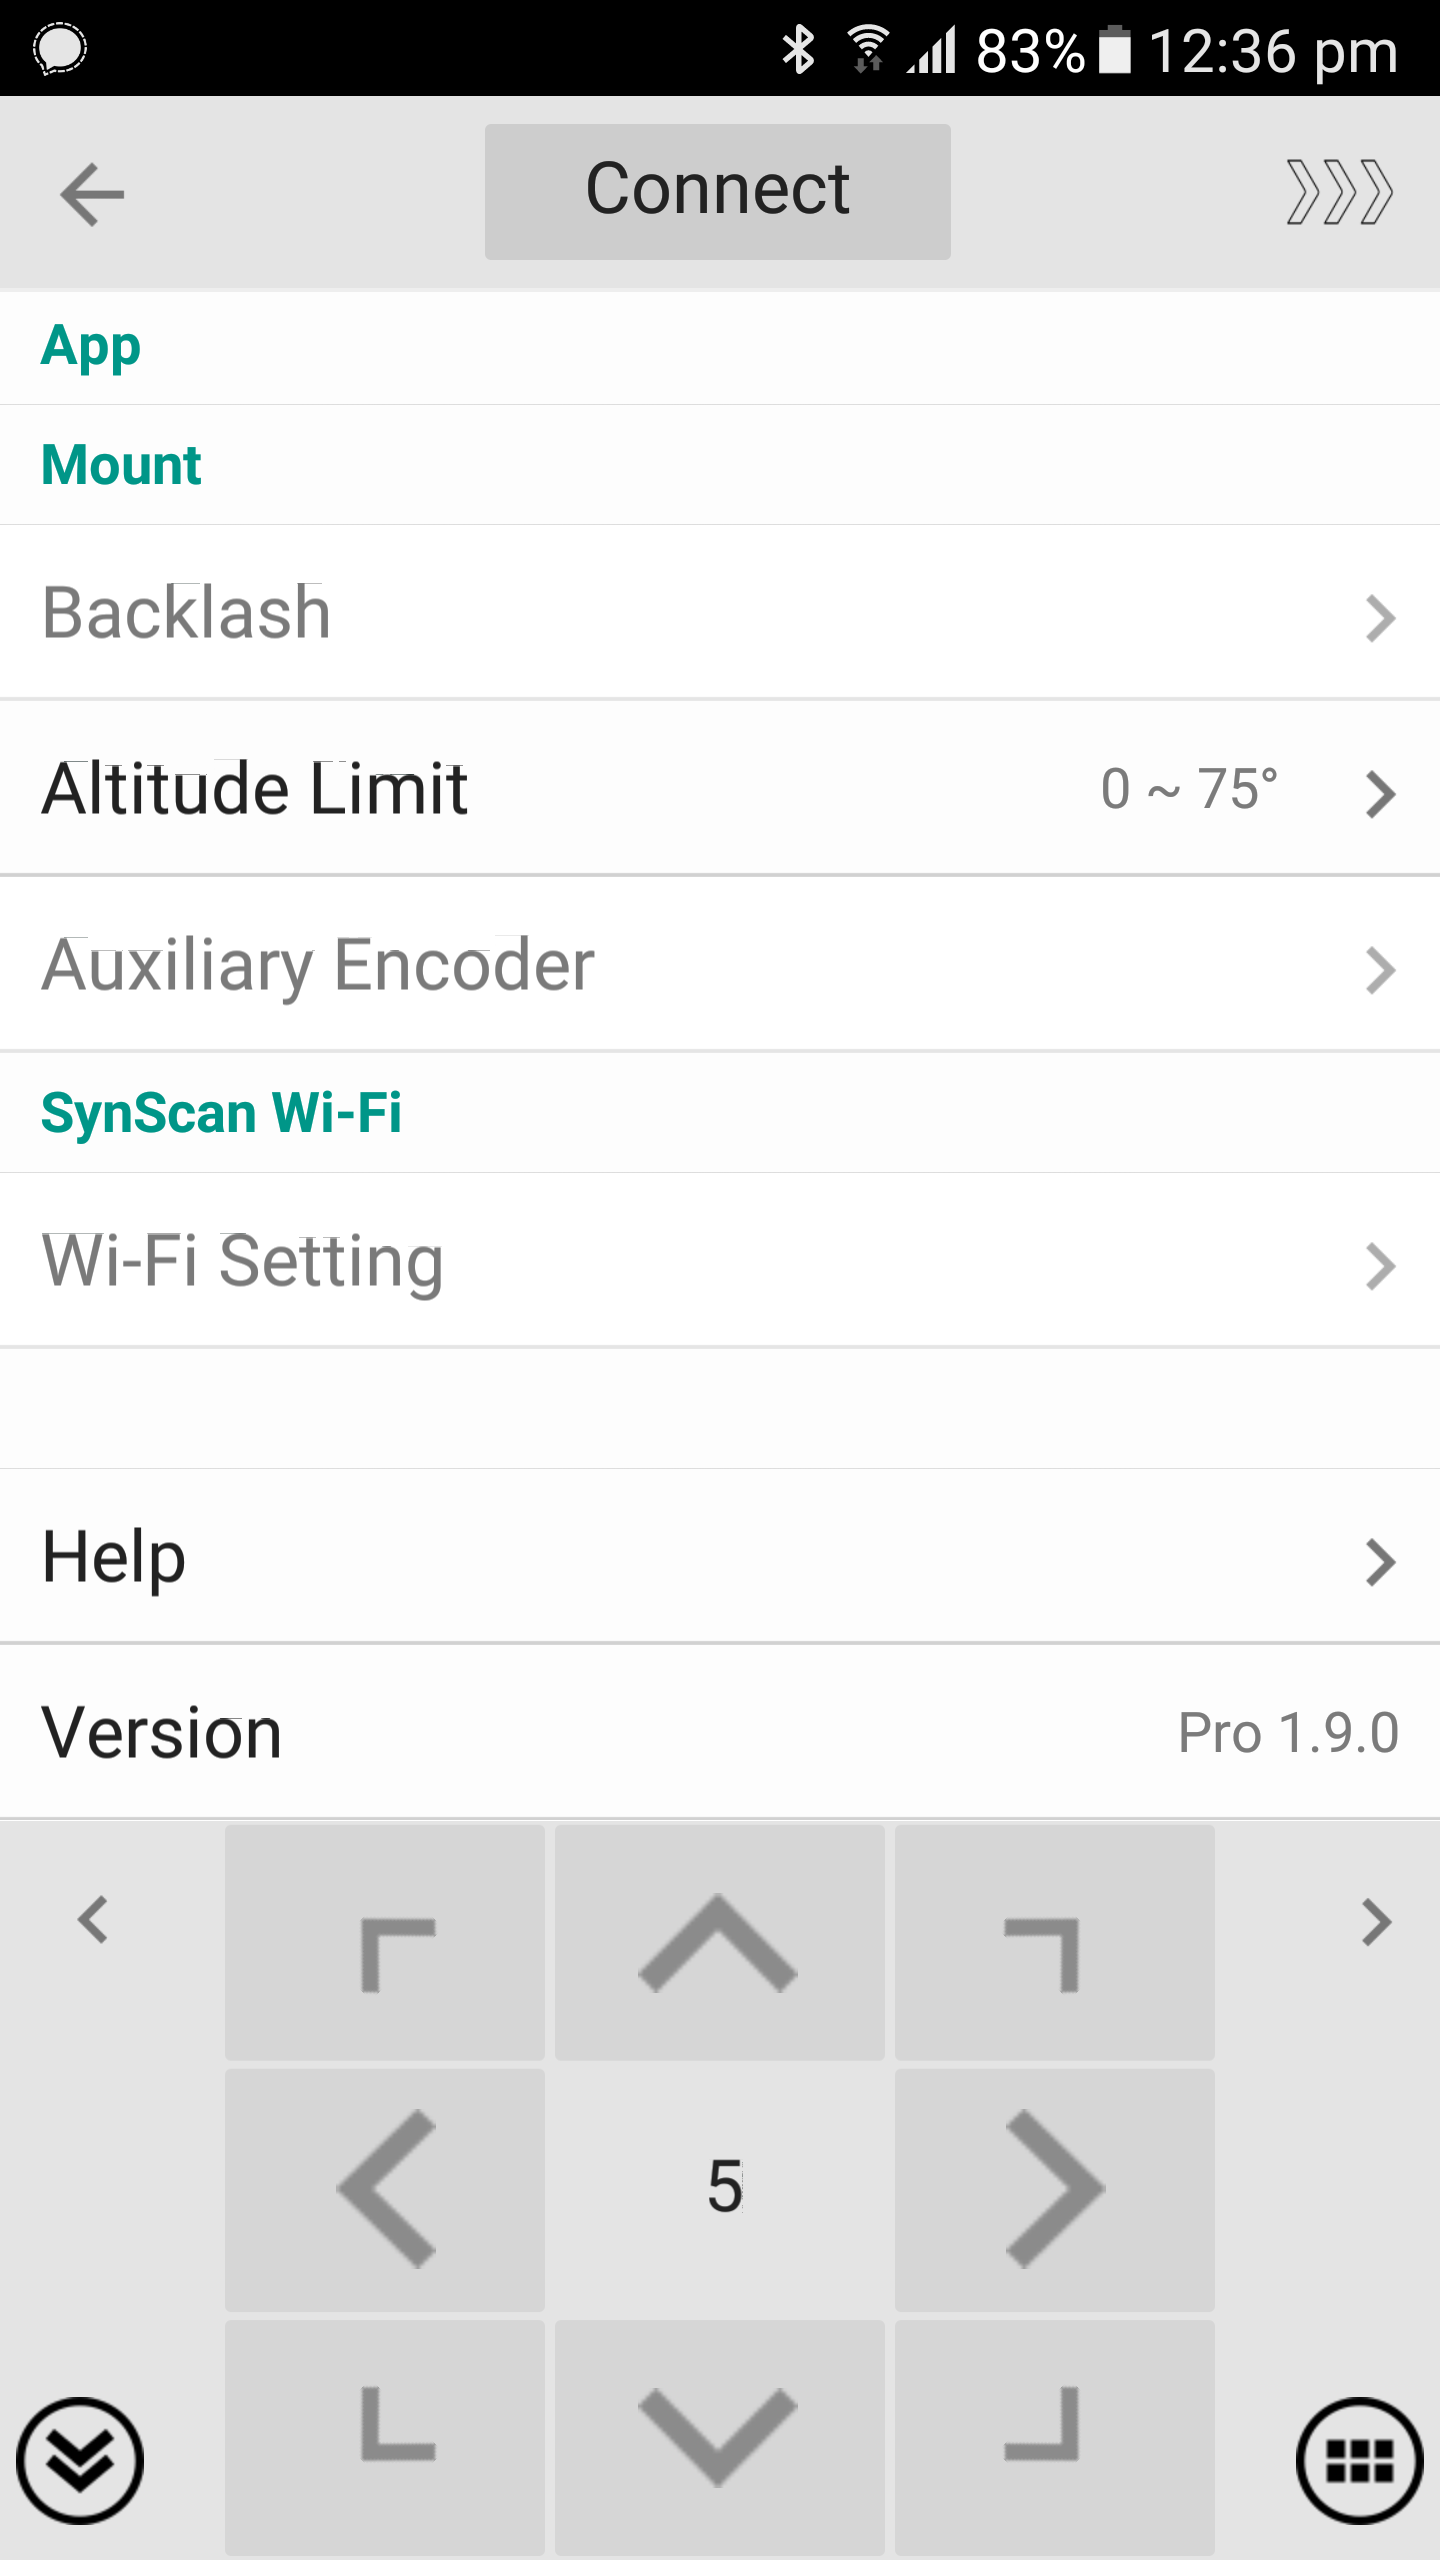 83% 12:36 pm
Connect
App
Mount
Backlash
Altitude Limit 0 ~ 75°
Auxiliary Encoder
SynScan Wi-Fi
Wi-Fi Setting
Help
Version Pro 1.9.0
5